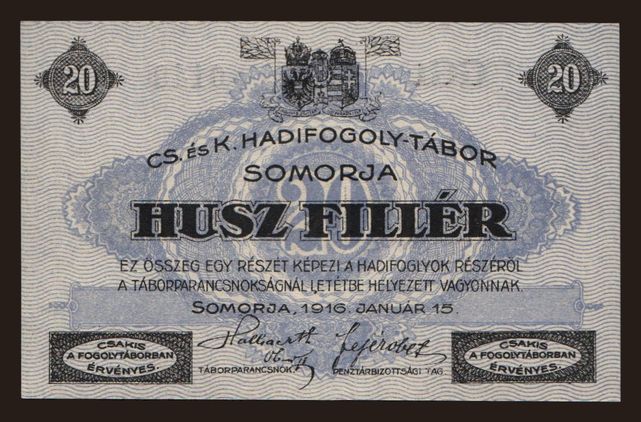 20
20
CS. ÉS K. HADIFOGOLY-TÁBOR
SOMORJA
20
HUSZ FILLÉR
EZ ÖSSZEG EGY RÉSZÉT KÉPEZI A HADIFOGLYOK RÉSZÉRŐL
A TÁBORPARANCSNOKSÁGNÁL LETÉTBE HELYEZETT VAGYONNAK.
SOMORJA, 1916. JANUÁR 15.
TÁBORPARANCSNOK
PÉNZTÁRBIZOTTSÁGI TAG.
CSAKIS
A FOGOLYTÁBORBAN
ÉRVÉNYES.
CSAKIS
A FOGOLYTÁBORBAN
ÉRVÉNYES.